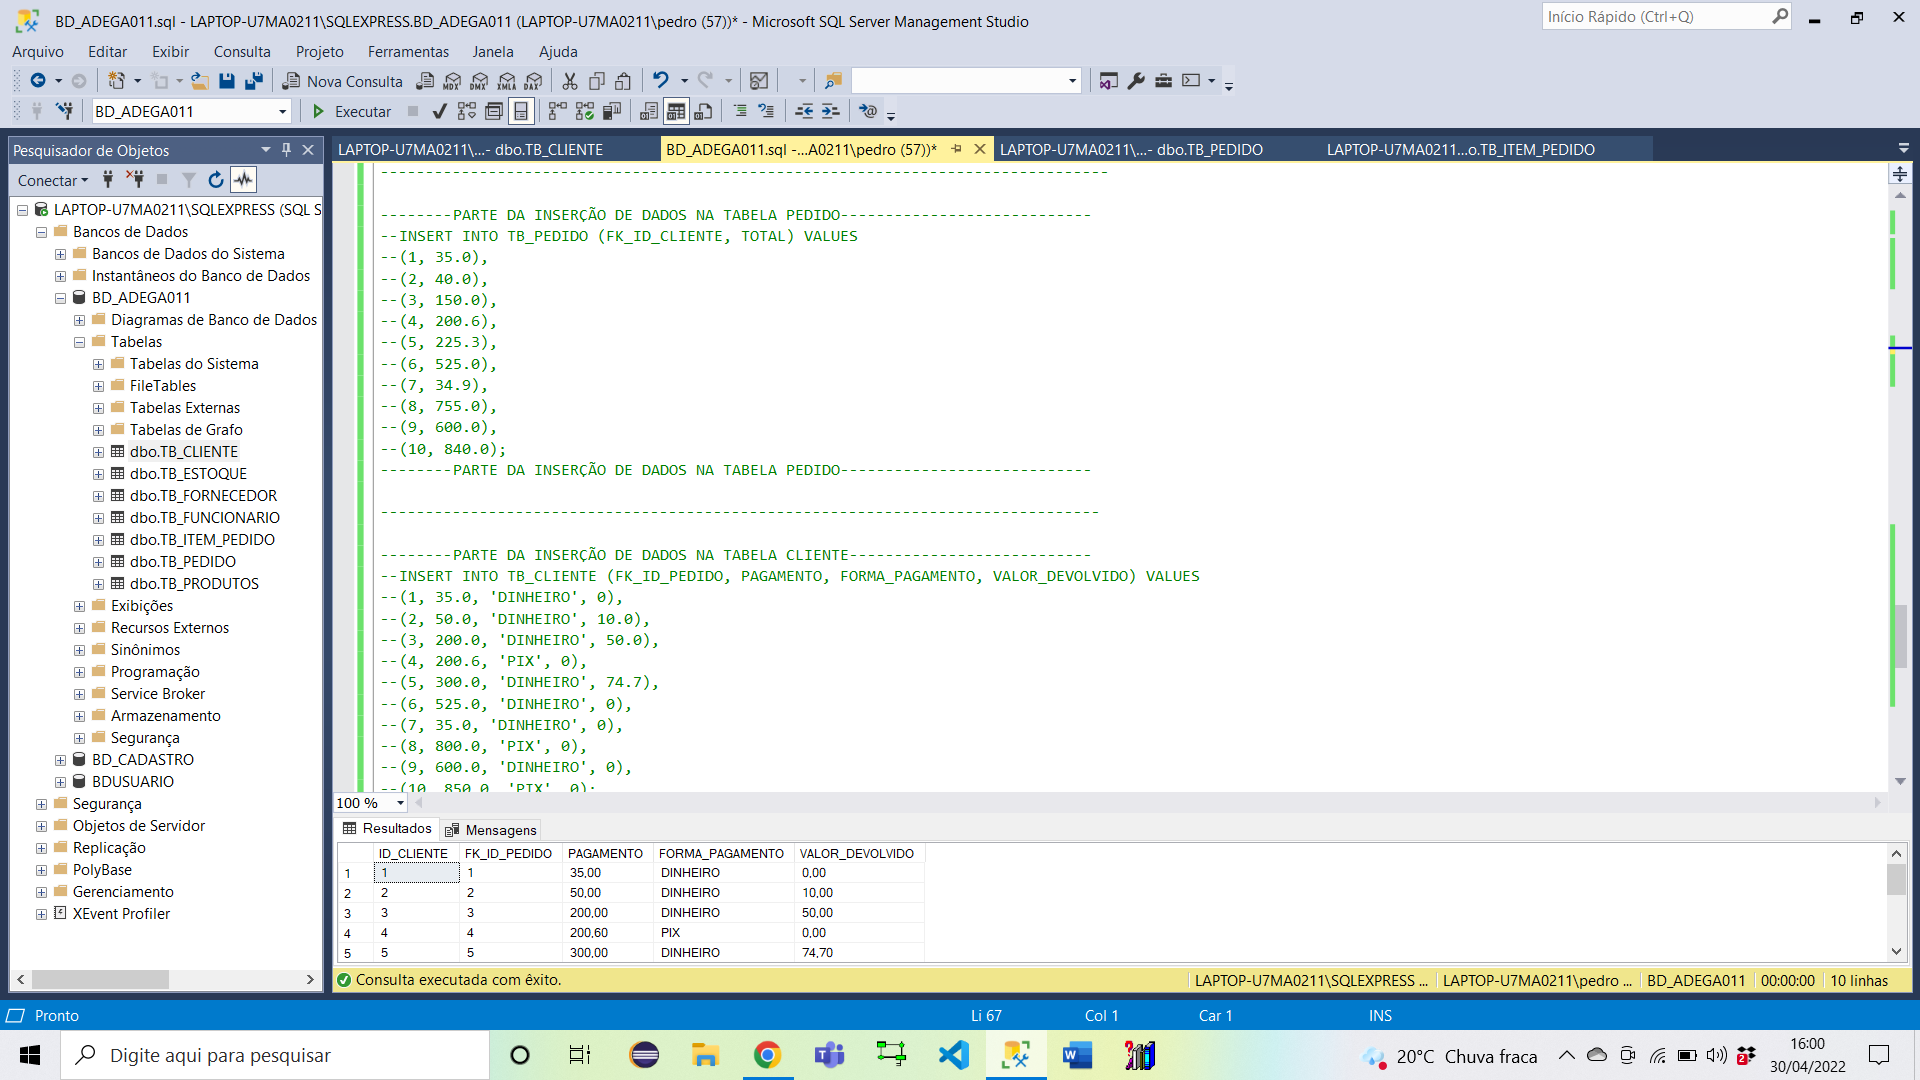 BD_ADEGA011.sql - LAPTOP-U7MA0211\SQLEXPRESS.BD_ADEGA011 (LAPTOP-U7MA0211\pedro (57))* - Microsoft SQL Server Management Studio
Início Rápido (Ctrl+Q)
Arquivo Editar Exibir Consulta Projeto Ferramentas Janela Ajuda
Nova Consulta MDX DMX XMLA DAX
BD_ADEGA011 Executar
Pesquisador de Objetos
LAPTOP-U7MA0211\...- dbo.TB_CLIENTE
BD_ADEGA011.sql -...A0211\pedro (57))*
LAPTOP-U7MA0211\...- dbo.TB_PEDIDO
LAPTOP-U7MA0211...o.TB_ITEM_PEDIDO
Conectar
LAPTOP-U7MA0211\SQLEXPRESS (SQL S
Bancos de Dados
Bancos de Dados do Sistema
Instantâneos do Banco de Dados
BD_ADEGA011
Diagramas de Banco de Dados
Tabelas
Tabelas do Sistema
FileTables
Tabelas Externas
Tabelas de Grafo
dbo.TB_CLIENTE
dbo.TB_ESTOQUE
dbo.TB_FORNECEDOR
dbo.TB_FUNCIONARIO
dbo.TB_ITEM_PEDIDO
dbo.TB_PEDIDO
dbo.TB_PRODUTOS
Exibições
Recursos Externos
Sinônimos
Programação
Service Broker
Armazenamento
Segurança
BD_CADASTRO
BDUSUARIO
Segurança
Objetos de Servidor
Replicação
PolyBase
Gerenciamento
XEvent Profiler
---------------------------------------------------------------------------------
--------PARTE DA INSERÇÃO DE DADOS NA TABELA PEDIDO----------------------------
--INSERT INTO TB_PEDIDO (FK_ID_CLIENTE, TOTAL) VALUES
--(1, 35.0),
--(2, 40.0),
--(3, 150.0),
--(4, 200.6),
--(5, 225.3),
--(6, 525.0),
--(7, 34.9),
--(8, 755.0),
--(9, 600.0),
--(10, 840.0);
--------PARTE DA INSERÇÃO DE DADOS NA TABELA PEDIDO----------------------------
--------------------------------------------------------------------------------
--------PARTE DA INSERÇÃO DE DADOS NA TABELA CLIENTE---------------------------
--INSERT INTO TB_CLIENTE (FK_ID_PEDIDO, PAGAMENTO, FORMA_PAGAMENTO, VALOR_DEVOLVIDO) VALUES
--(1, 35.0, 'DINHEIRO', 0),
--(2, 50.0, 'DINHEIRO', 10.0),
--(3, 200.0, 'DINHEIRO', 50.0),
--(4, 200.6, 'PIX', 0),
--(5, 300.0, 'DINHEIRO', 74.7),
--(6, 525.0, 'DINHEIRO', 0),
--(7, 35.0, 'DINHEIRO', 0),
--(8, 800.0, 'PIX', 0),
--(9, 600.0, 'DINHEIRO', 0),
--(10, 850.0, 'PIX', 0);
100 %
Resultados Mensagens
ID_CLIENTE FK_ID_PEDIDO PAGAMENTO FORMA_PAGAMENTO VALOR_DEVOLVIDO
1 1 1 35,00 DINHEIRO 0,00
2 2 2 50,00 DINHEIRO 10,00
3 3 3 200,00 DINHEIRO 50,00
4 4 4 200,60 PIX 0,00
5 5 5 300,00 DINHEIRO 74,70
Consulta executada com êxito.
LAPTOP-U7MA0211\SQLEXPRESS ... LAPTOP-U7MA0211\pedro ... BD_ADEGA011 00:00:00 10 linhas
Pronto Li 67 Col 1 Car 1 INS
Digite aqui para pesquisar
20°C Chuva fraca
2
16:00
30/04/2022